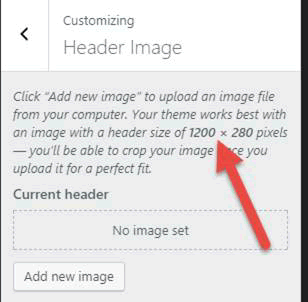 Customizing
Header Image
Click "Add new image" to upload an image file
from your computer. Your theme works best with
an image with a header size of 1200 × 280 pixels
— you'll be able to crop your image once you
upload it for a perfect fit.
Current header
No image set
Add new image